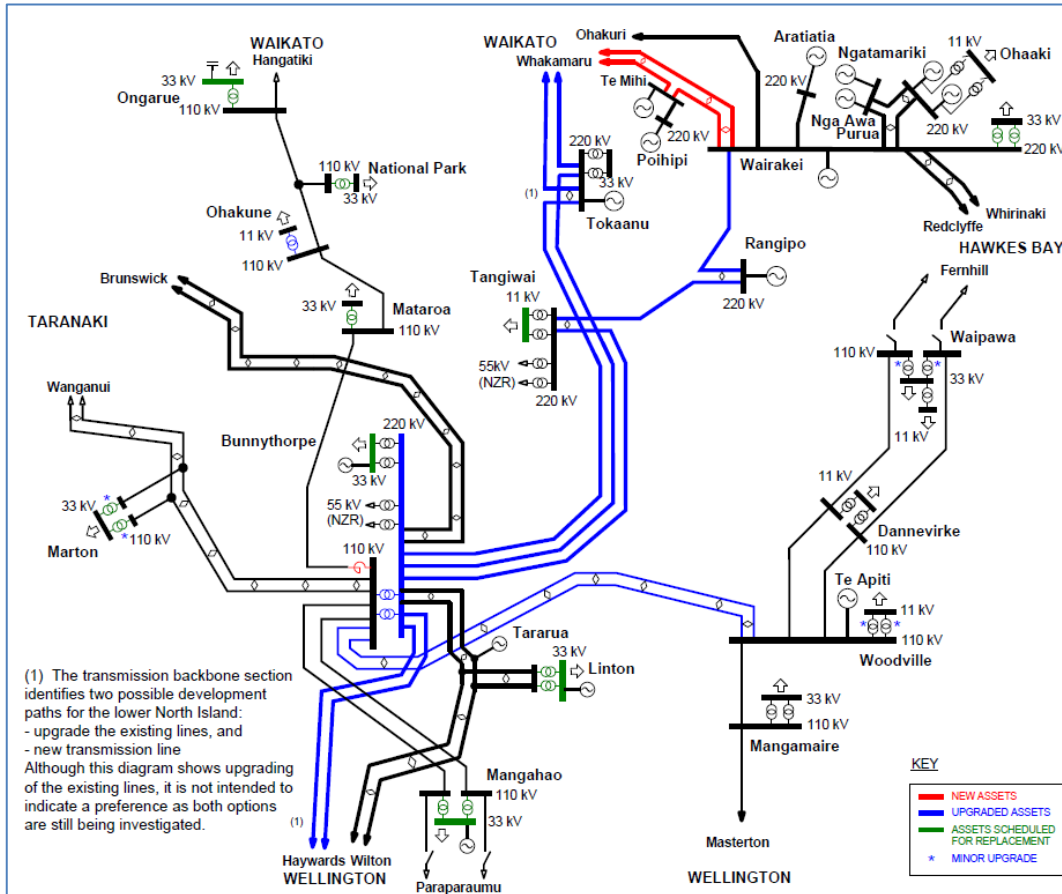 WAIKATO
Hangatiki
33 kV
Ongarue
110 kV
110 kV
National Park
33 kV
Ohakune
11 kV
110 kV
Brunswick
TARANAKI
33 kV
Mataroa
110 kV
Wanganui
Bunnythorpe
220 kV
33 kV
55 kV
(NZR)
110 kV
33 kV
Marton
110 kV
WAIKATO
Whakamaru
Ohakuri
Te Mihi
220 kV
Poihipi
220 kV
33 kV
(1)
Tokaanu
Aratiatia
220 kV
Ngatamariki
11 kV
Ohaaki
Nga Awa
Purua
220 kV
33 kV
220 kV
Wairakei
Whirinaki
Redclyffe
HAWKES BAY
Rangipo
220 kV
Tangiwai
11 kV
55kV
(NZR)
220 kV
Fernhill
Waipawa
110 kV
33 kV
11 kV
11 kV
Dannevirke
110 kV
Te Apiti
11 kV
110 kV
Woodville
Tararua
33 kV
Linton
33 kV
110 kV
Mangamaire
Mangahao
110 kV
33 kV
(1)
Haywards Wilton
WELLINGTON
Paraparaumu
Masterton
WELLINGTON
(1) The transmission backbone section
identifies two possible development
paths for the lower North Island:
- upgrade the existing lines, and
- new transmission line
Although this diagram shows upgrading
of the existing lines, it is not intended to
indicate a preference as both options
are still being investigated.
KEY
NEW ASSETS
UPGRADED ASSETS
ASSETS SCHEDULED
FOR REPLACEMENT
* MINOR UPGRADE